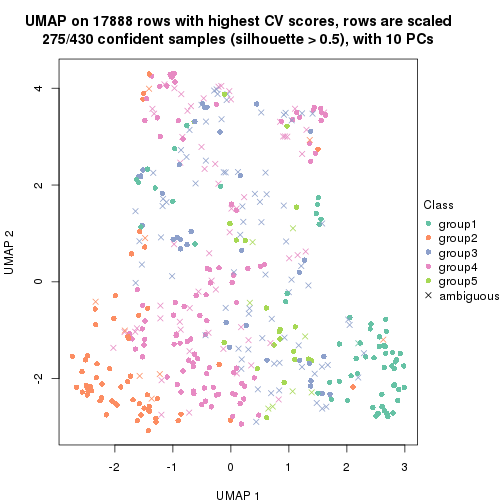 UMAP on 17888 rows with highest CV scores, rows are scaled
275/430 confident samples (silhouette > 0.5), with 10 PCs
4
2
0
-2
UMAP 2
-2
-1
0
1
2
3
UMAP 1
Class
group1
group2
group3
group4
group5
ambiguous